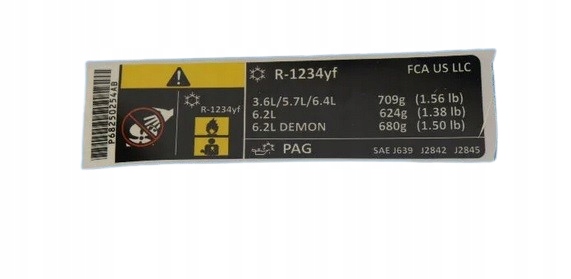 P68250254AB
R-1234yf
R-1234yf FCA US LLC
3.6L/5.7L/6.4L 709g (1.56 lb)
6.2L 624g (1.38 lb)
6.2L DEMON 680g (1.50 lb)
PAG SAE J639 J2842 J2845